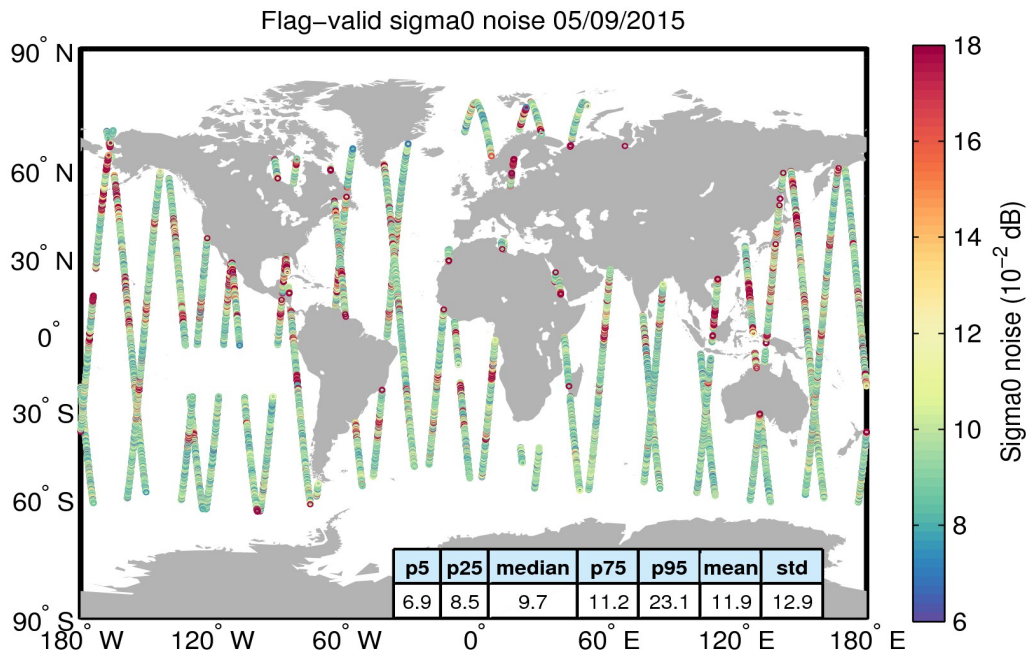 Flag−valid sigma0 noise 05/09/2015
90° N
60° N
30° N
0°
30° S
60° S
90° S
180° W
120° W
60° W
0°
60° E
120° E
180° E
18
16
14
12
10
8
6
Sigma0 noise (10⁻² dB)
p5 p25 median p75 p95 mean std
6.9 8.5 9.7 11.2 23.1 11.9 12.9